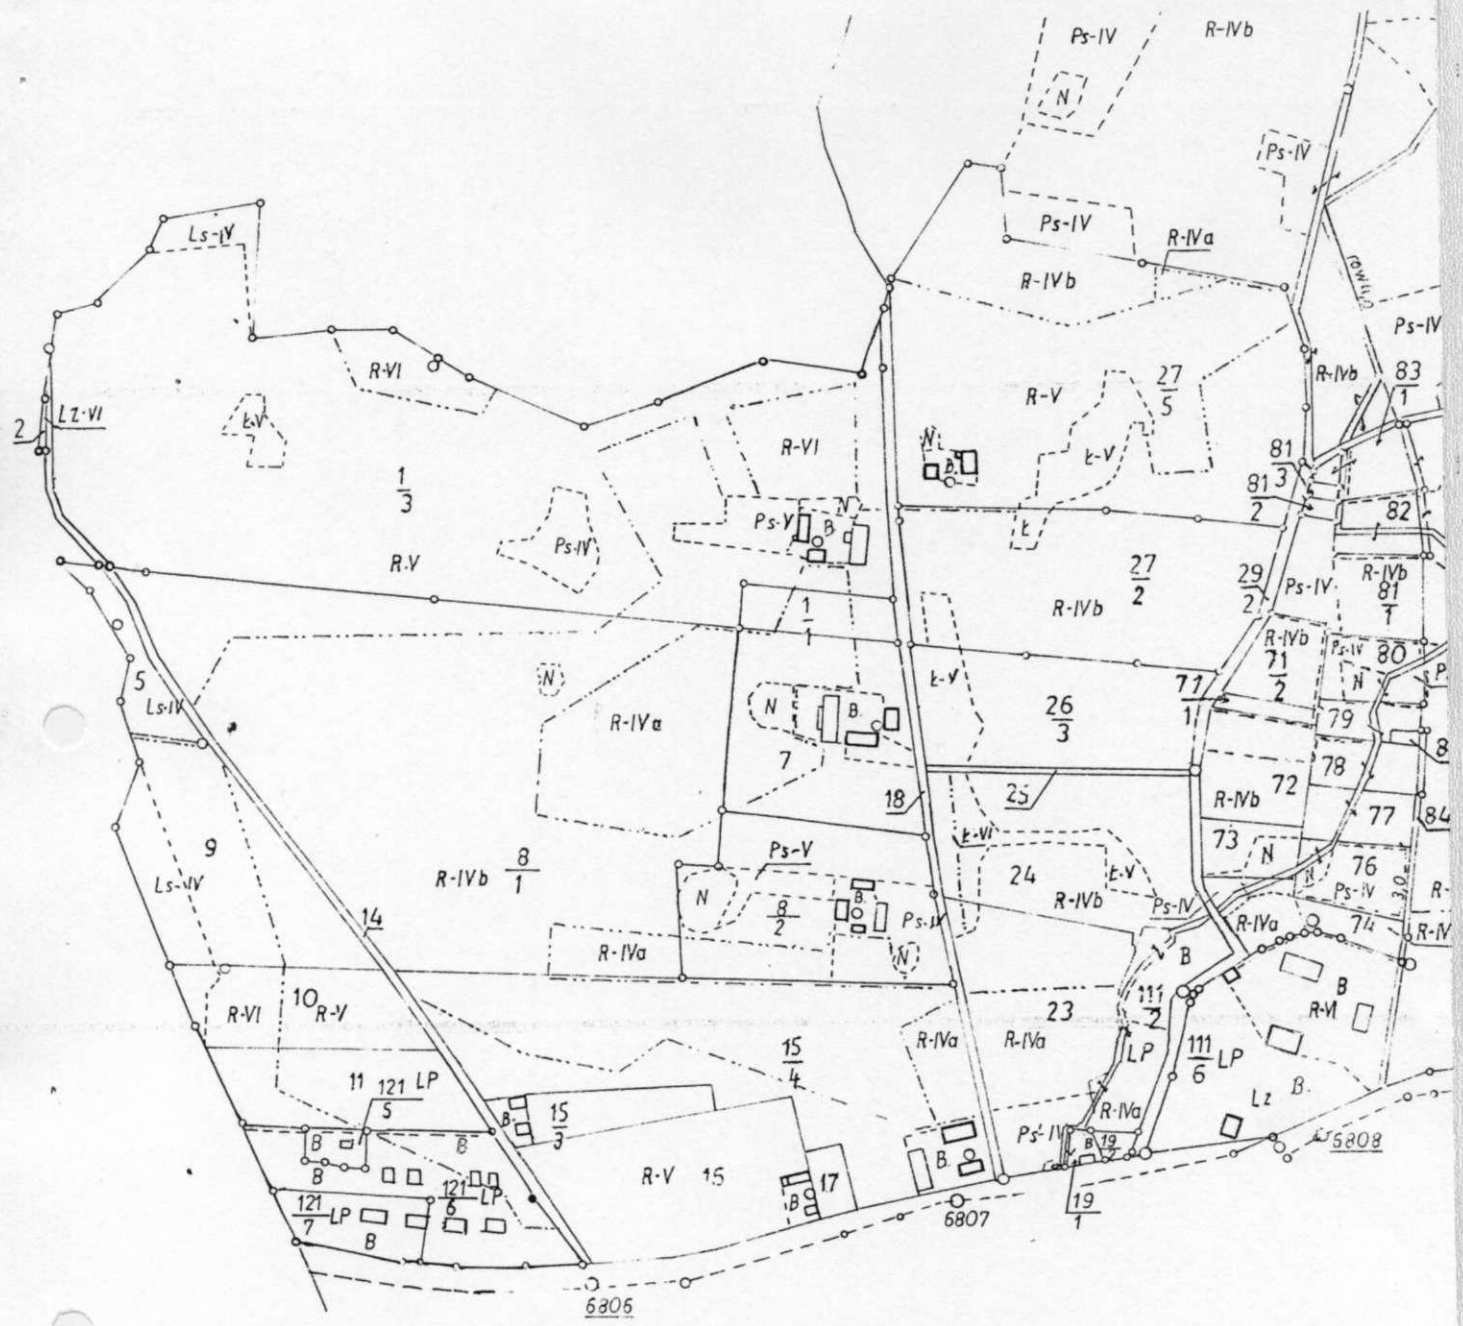 Ps-IV
R-IVb
N
Ps-IV
Ls-IV
Ps-IV
R-IVa
R-IVb
rowy
Ps-IV
R-VI
R-V
27
5
R-IVb
83
1
Lz-VI
2
Ł-V
R-VI
N
B.
Ł-V
81
3
1
3
81
2
N
Ps-V
B.
Ł
82
Ps-IV
R-V
27
2
R-IVb
29
2
Ps-IV
R-IVb
81
1
1
1
R-IVb
71
2
Ps-IV
80
N
5
Ls-IV
N
R-IVa
N
B.
Ł-V
26
3
71
1
79
7
78
18
25
R-IVb
72
77
84
9
Ps-V
Ł-VI
73
N
76
Ls-IV
R-IVb
8
1
N
8
2
B.
24
R-IVb
Ł-V
Ps-IV
Ps-IV
30
14
Ps-IV
R-IVa
74
R-IV
R-IVa
N
B
10
R-VI
R-V
15
4
R-IVa
23
R-IVa
111
2
LP
B
R-VI
111
6
LP
11
121
5
LP
B.
15
3
R-IVa
Lz
B.
B
B
B
Ps-IV
B
19
2
6808
R-V
16
17
B
B.
121
6
LP
121
7
LP
B
19
1
6807
6806